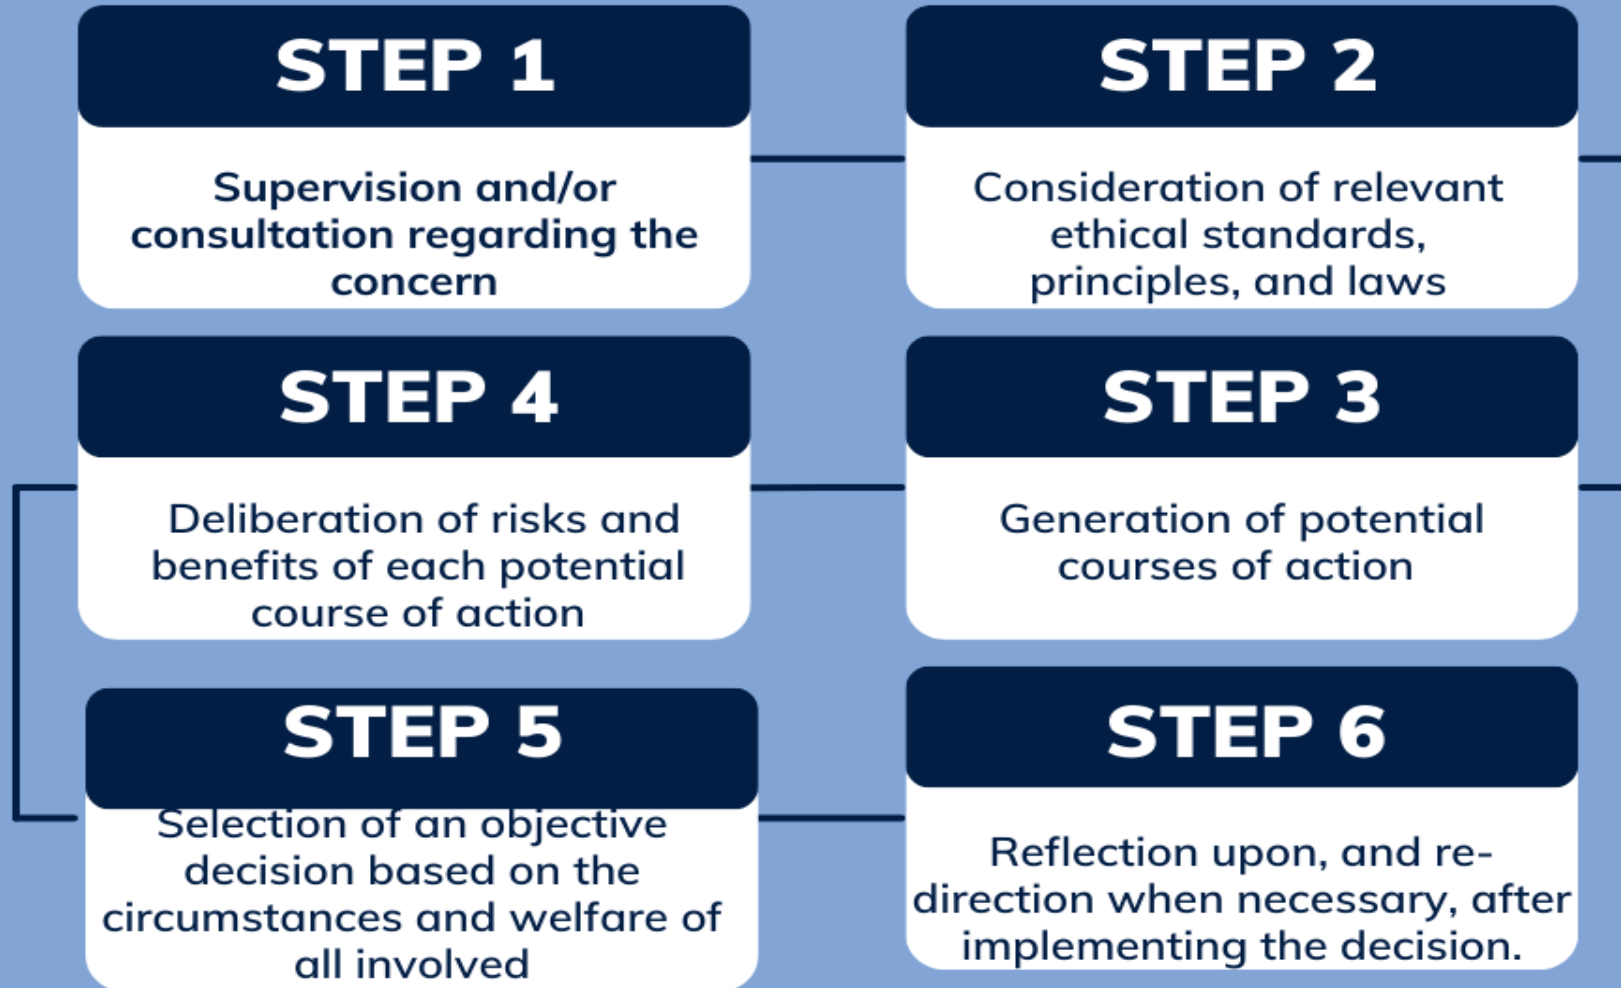 STEP 1
Supervision and/or
consultation regarding the
concern
STEP 2
Consideration of relevant
ethical standards,
principles, and laws
STEP 3
Generation of potential
courses of action
STEP 4
Deliberation of risks and
benefits of each potential
course of action
STEP 5
Selection of an objective
decision based on the
circumstances and welfare of
all involved
STEP 6
Reflection upon, and re-
direction when necessary, after
implementing the decision.